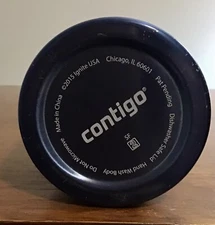 ©2015 Ignite USA
Chicago, IL 60601
Pat Pending
Dishwasher Safe Lid
Hand Wash Body
Do Not Microwave
Made in China
contigo®
SF